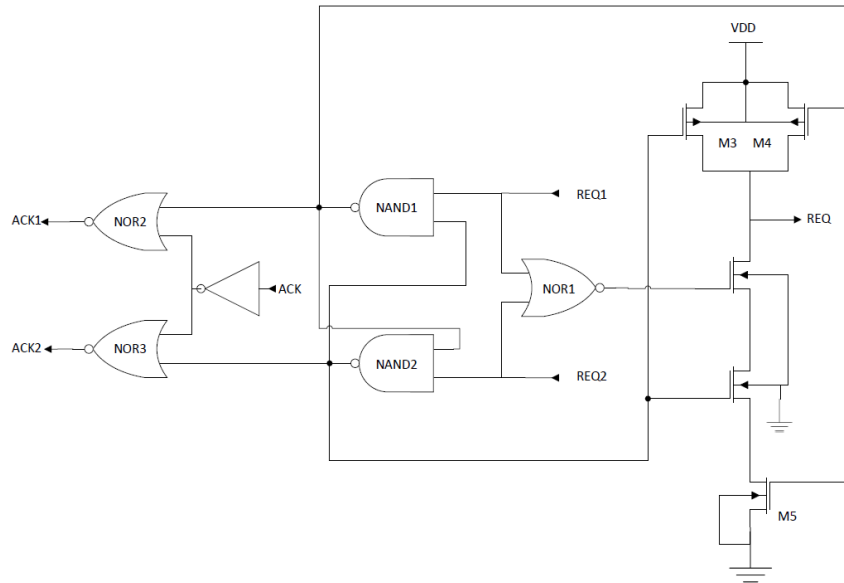 VDD
M3 M4
NAND1
REQ1
ACK1
NOR2
REQ
ACK
NOR1
ACK2
NOR3
NAND2
REQ2
M5